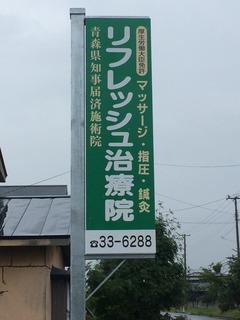 厚生労働大臣免許
マッサージ・指圧・鍼灸
リフレッシュ治療院
青森県知事届済施術院
☎33-6288